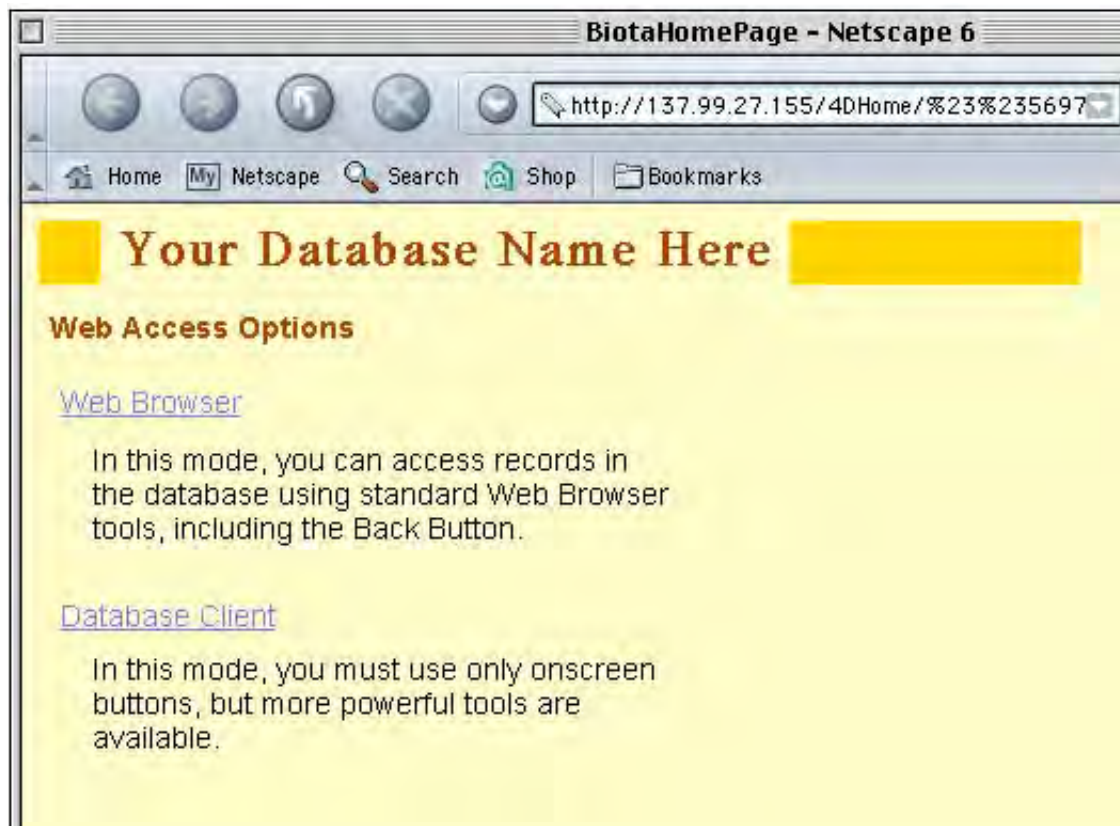 BiotaHomePage - Netscape 6
http://137.99.27.155/4DHome/%23%235697
Home My Netscape Search Shop Bookmarks
Your Database Name Here
Web Access Options
Web Browser
In this mode, you can access records in
the database using standard Web Browser
tools, including the Back Button.
Database Client
In this mode, you must use only onscreen
buttons, but more powerful tools are
available.